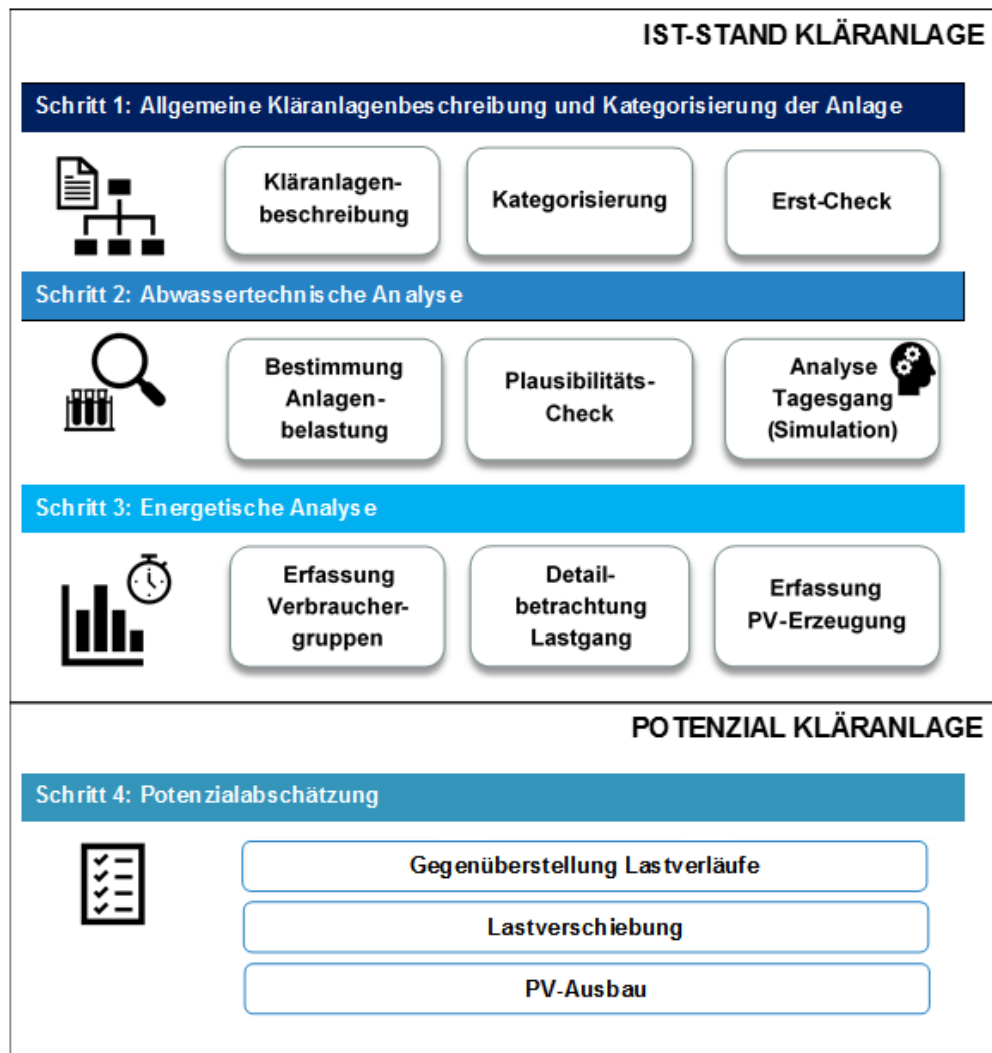 IST-STAND KLÄRANLAGE
Schritt 1: Allgemeine Kläranlagenbeschreibung und Kategorisierung der Anlage
Kläranlagen-
beschreibung
Kategorisierung
Erst-Check
Schritt 2: Abwassertechnische Analyse
Bestimmung
Anlagen-
belastung
Plausibilitäts-
Check
Analyse
Tagesgang
(Simulation)
Schritt 3: Energetische Analyse
Erfassung
Verbraucher-
gruppen
Detail-
betrachtung
Lastgang
Erfassung
PV-Erzeugung
POTENZIAL KLÄRANLAGE
Schritt 4: Potenzialabschätzung
Gegenüberstellung Lastverläufe
Lastverschiebung
PV-Ausbau